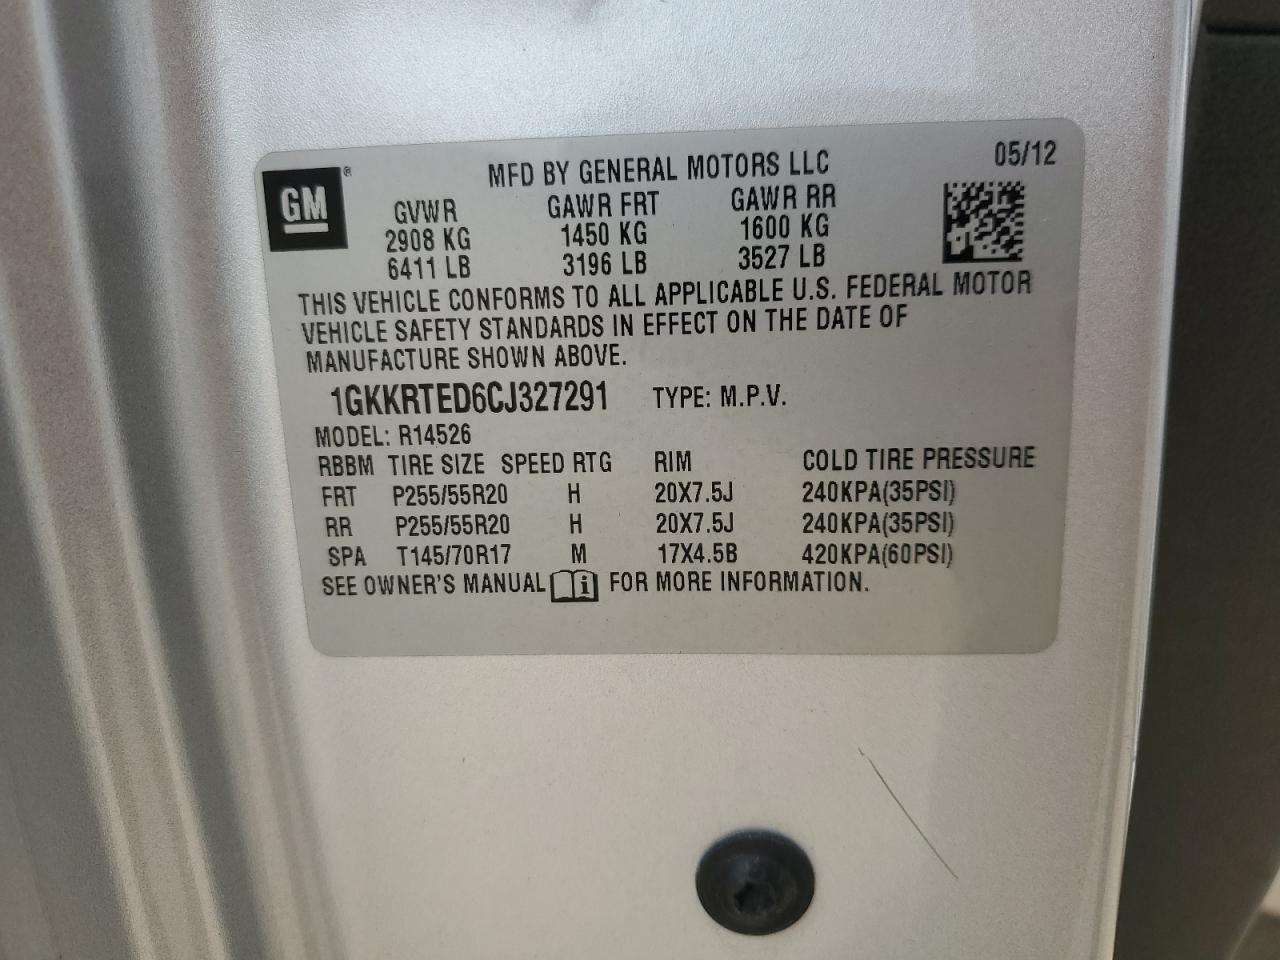 GM®
MFD BY GENERAL MOTORS LLC 05/12
GVWR GAWR FRT GAWR RR
2908 KG 1450 KG 1600 KG
6411 LB 3196 LB 3527 LB
THIS VEHICLE CONFORMS TO ALL APPLICABLE U.S. FEDERAL MOTOR
VEHICLE SAFETY STANDARDS IN EFFECT ON THE DATE OF
MANUFACTURE SHOWN ABOVE.
1GKKRTED6CJ327291 TYPE: M.P.V.
MODEL: R14526
RBBM TIRE SIZE SPEED RTG RIM COLD TIRE PRESSURE
FRT P255/55R20 H 20X7.5J 240KPA(35PSI)
RR P255/55R20 H 20X7.5J 240KPA(35PSI)
SPA T145/70R17 M 17X4.5B 420KPA(60PSI)
SEE OWNER'S MANUAL i FOR MORE INFORMATION.